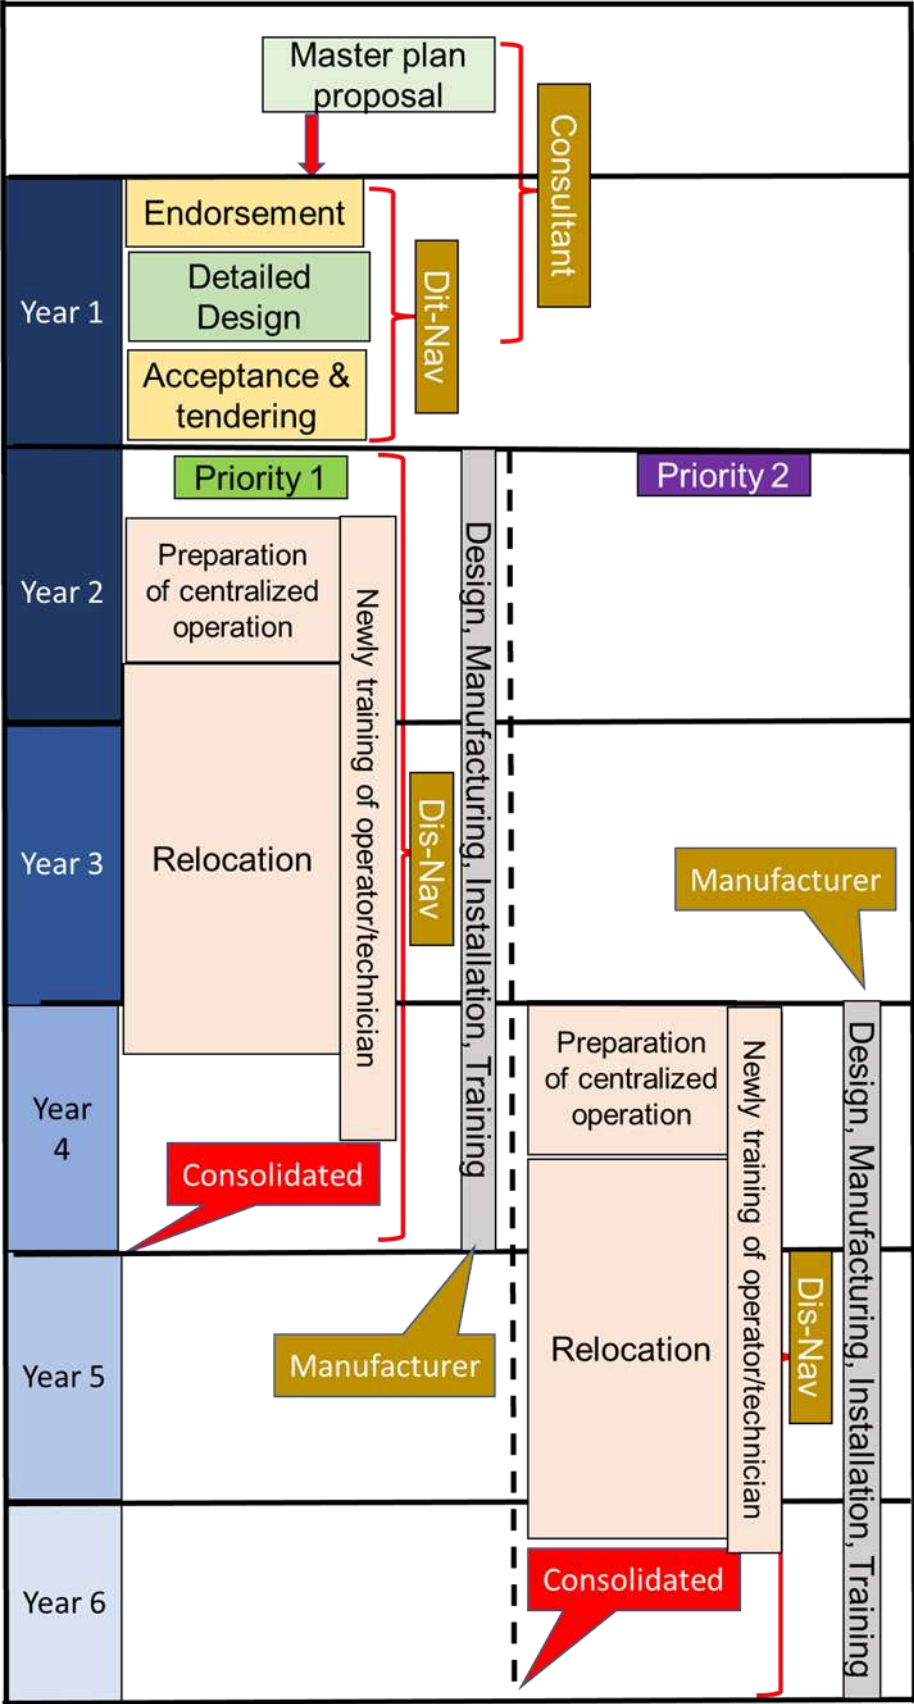 Master plan
proposal
Consultant
Year 1
Endorsement
Detailed
Design
Acceptance &
tendering
Dit-Nav
Year 2
Priority 1
Priority 2
Preparation
of centralized
operation
Newly training of operator/technician
Design, Manufacturing, Installation, Training
Year 3
Relocation
Dis-Nav
Manufacturer
Year
4
Consolidated
Preparation
of centralized
operation
Newly training of operator/technician
Design, Manufacturing, Installation, Training
Year 5
Manufacturer
Relocation
Dis-Nav
Year 6
Consolidated